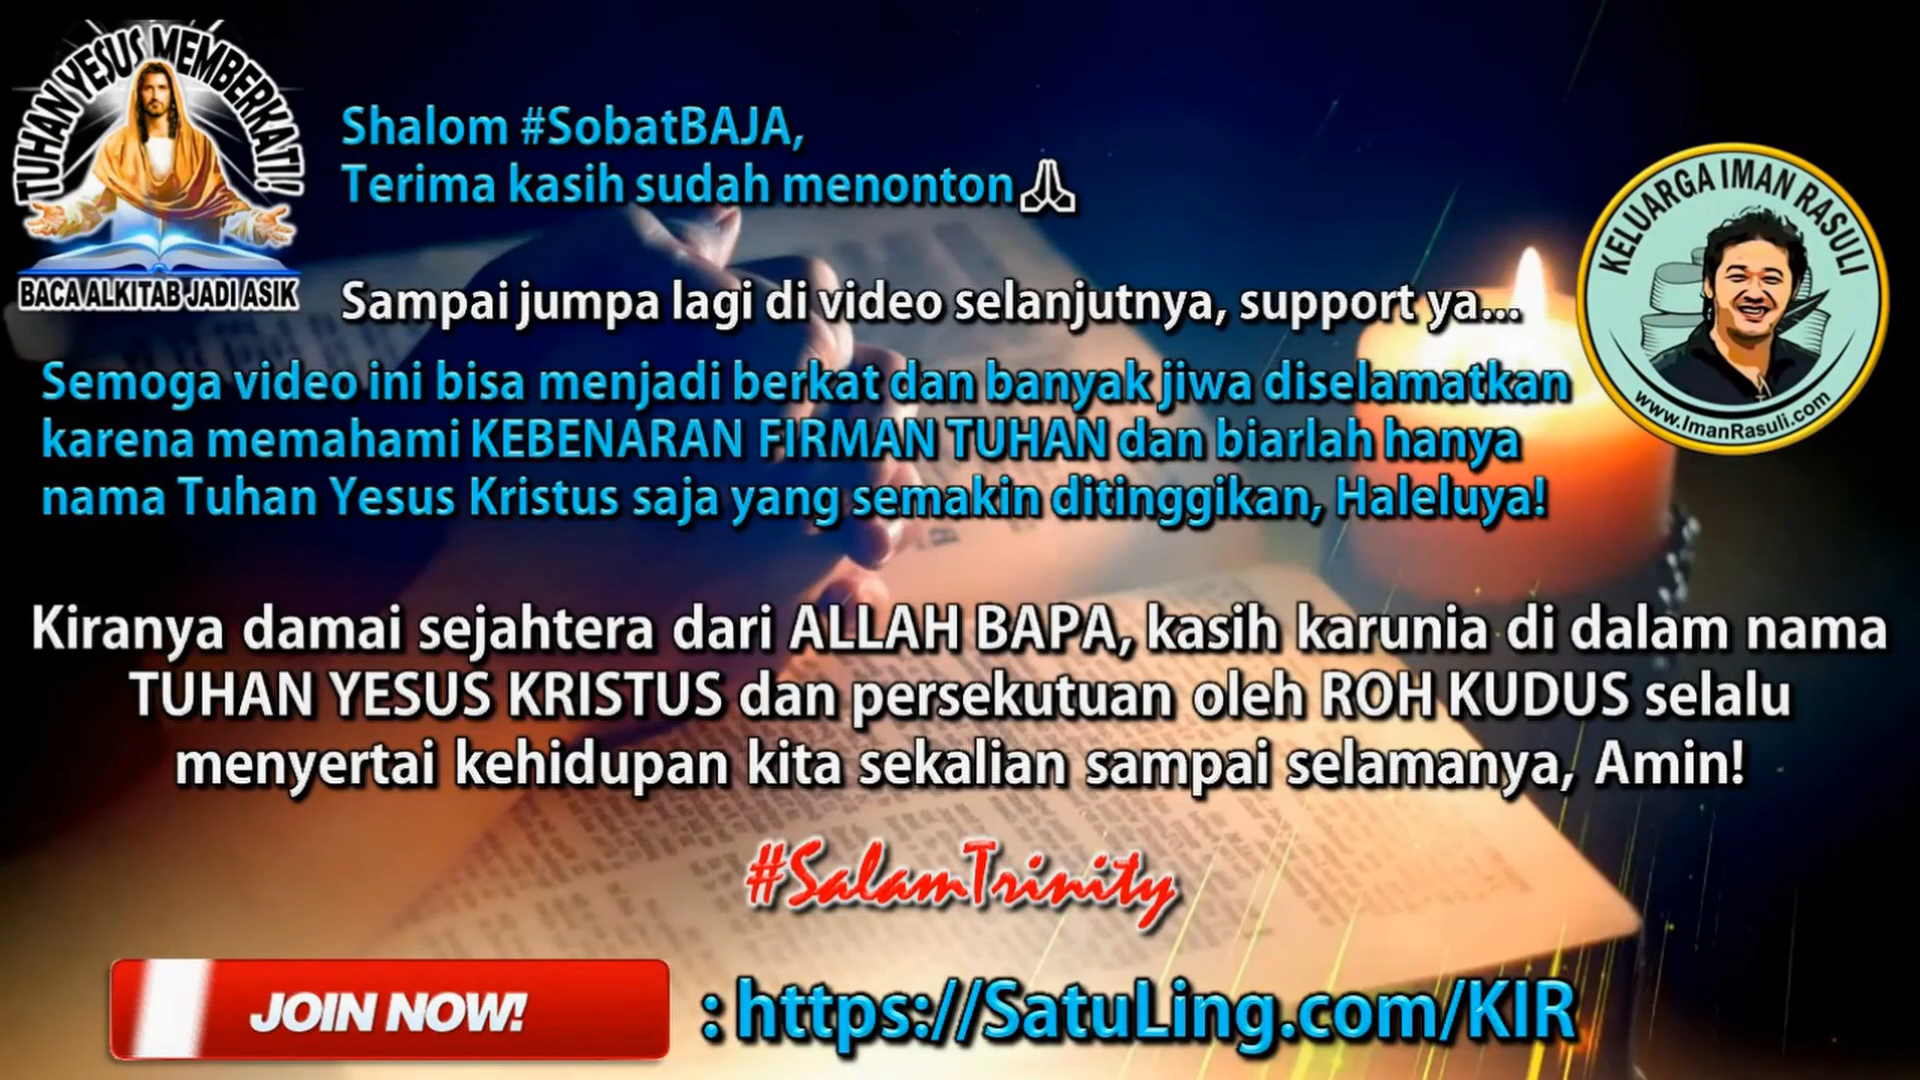 TUHAN YESUS MEMBERKATI!
BACA ALKITAB JADI ASIK
Shalom #SobatBAJA,
Terima kasih sudah menonton
Sampai jumpa lagi di video selanjutnya, support ya...
KELUARGA IMAN RASULI
www.ImanRasuli.com
Semoga video ini bisa menjadi berkat dan banyak jiwa diselamatkan
karena memahami KEBENARAN FIRMAN TUHAN dan biarlah hanya
nama Tuhan Yesus Kristus saja yang semakin ditinggikan, Haleluya!
Kiranya damai sejahtera dari ALLAH BAPA, kasih karunia di dalam nama
TUHAN YESUS KRISTUS dan persekutuan oleh ROH KUDUS selalu
menyertai kehidupan kita sekalian sampai selamanya, Amin!
#SalamTrinity
JOIN NOW! : https://SatuLing.com/KIR